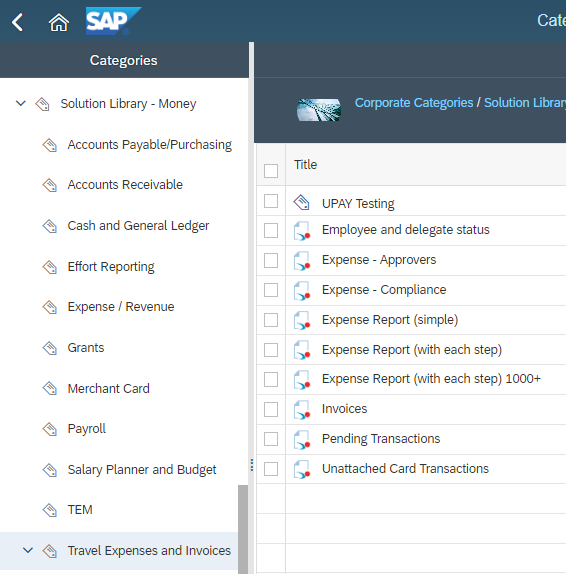 SAP
Cate
Categories
Solution Library - Money
Accounts Payable/Purchasing
Accounts Receivable
Cash and General Ledger
Effort Reporting
Expense / Revenue
Grants
Merchant Card
Payroll
Salary Planner and Budget
TEM
Travel Expenses and Invoices
Corporate Categories / Solution Library
Title
UPAY Testing
Employee and delegate status
Expense - Approvers
Expense - Compliance
Expense Report (simple)
Expense Report (with each step)
Expense Report (with each step) 1000+
Invoices
Pending Transactions
Unattached Card Transactions